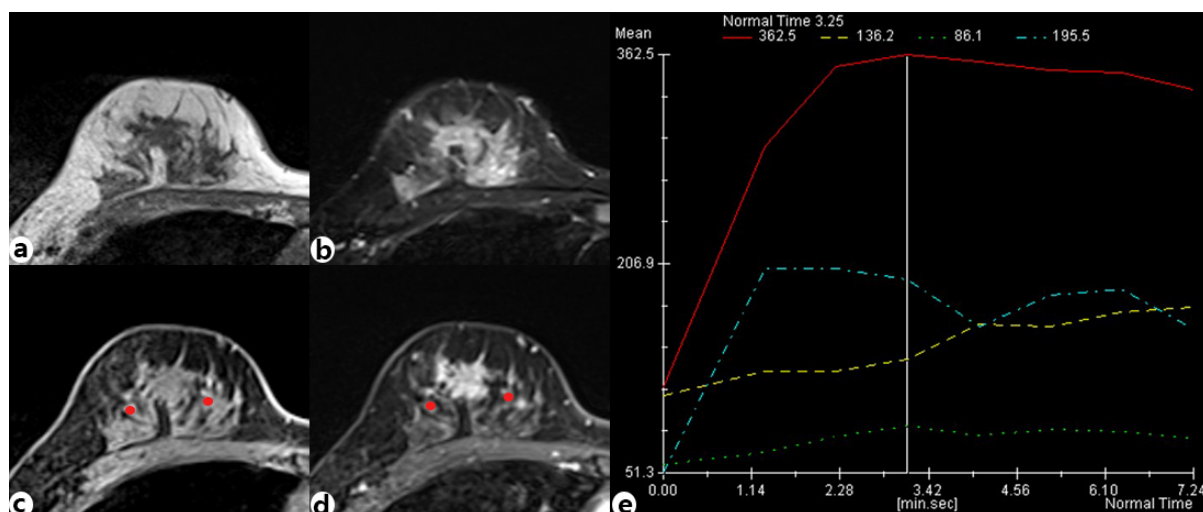 a
b
c
d
e
Normal Time 3.25
Mean
362.5 136.2 86.1 195.5
362.5
206.9
51.3
0.00 1.14 2.28 3.42 4.56 6.10 7.24
[min.sec] Normal Time